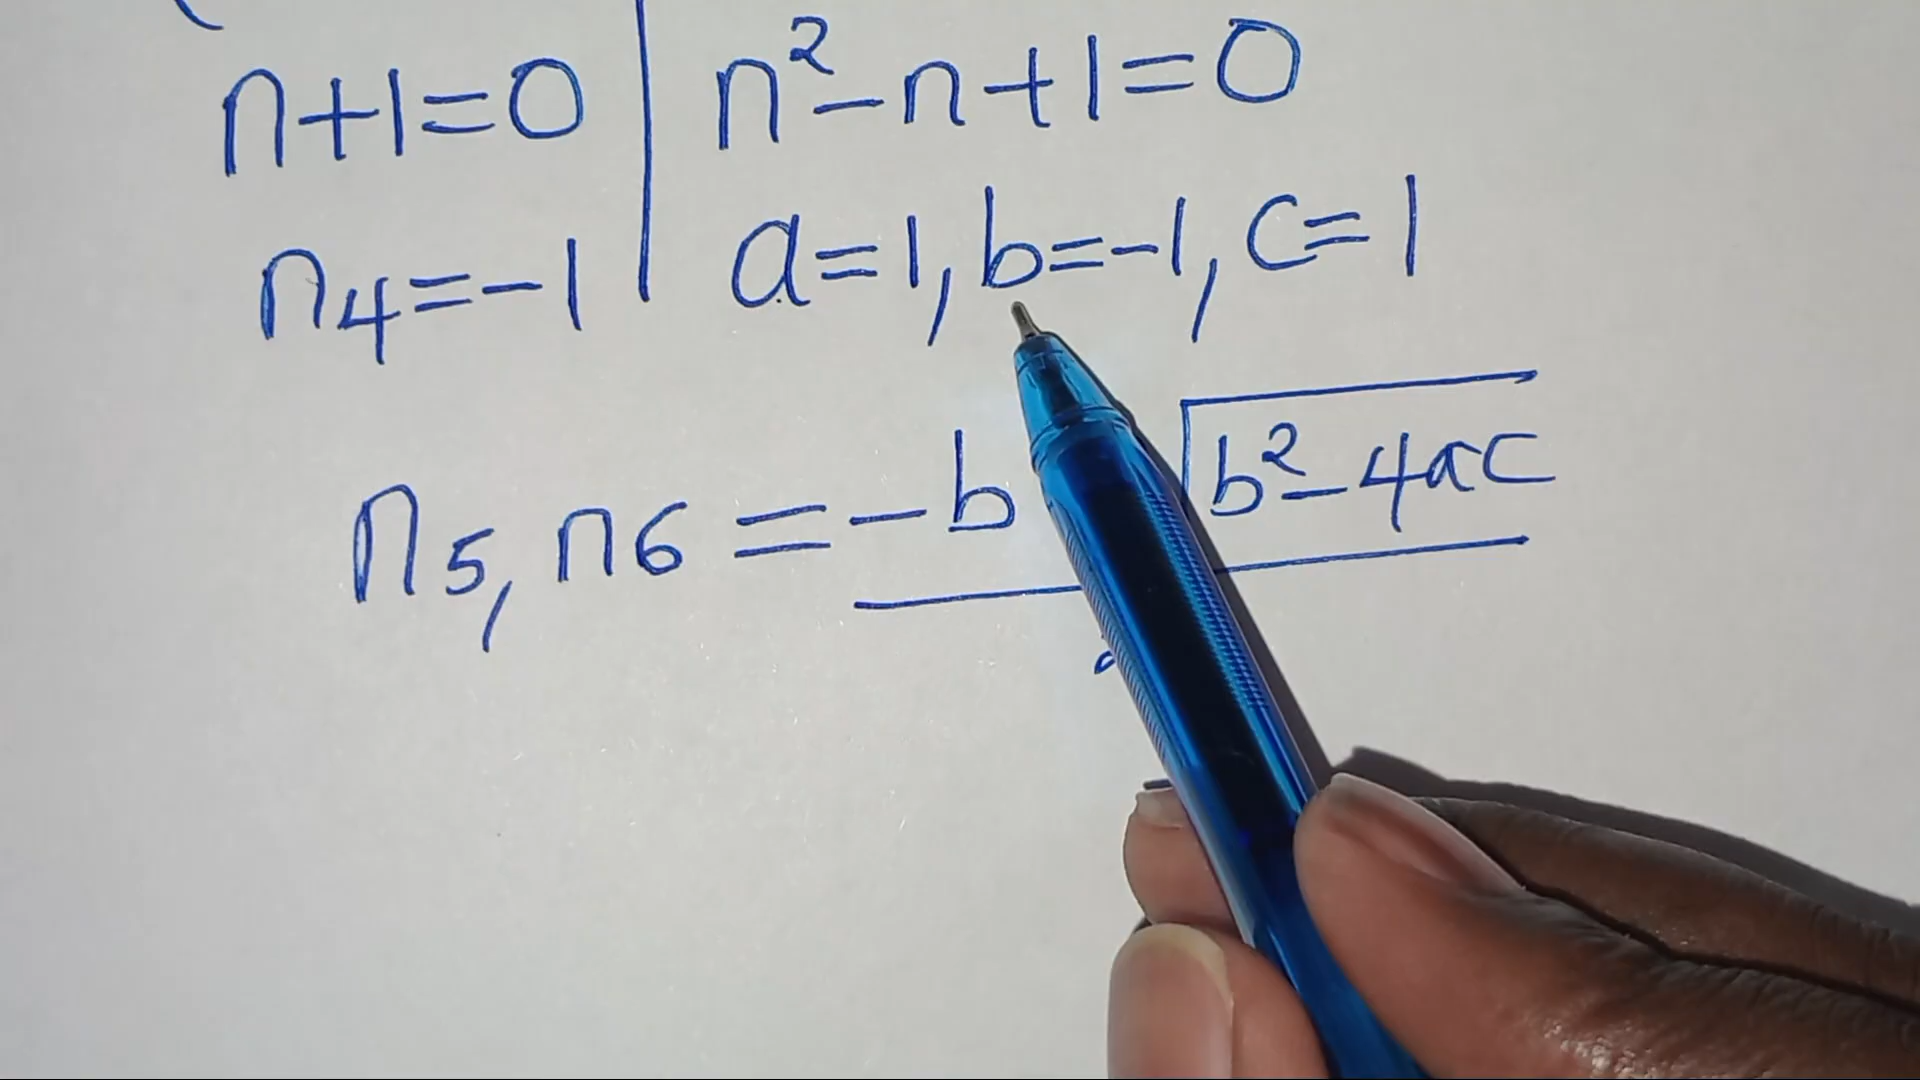 n+1=0 | n²-n+1=0
n4=-1 | a=1, b=-1, c=1
n5, n6 = -b √b²-4ac